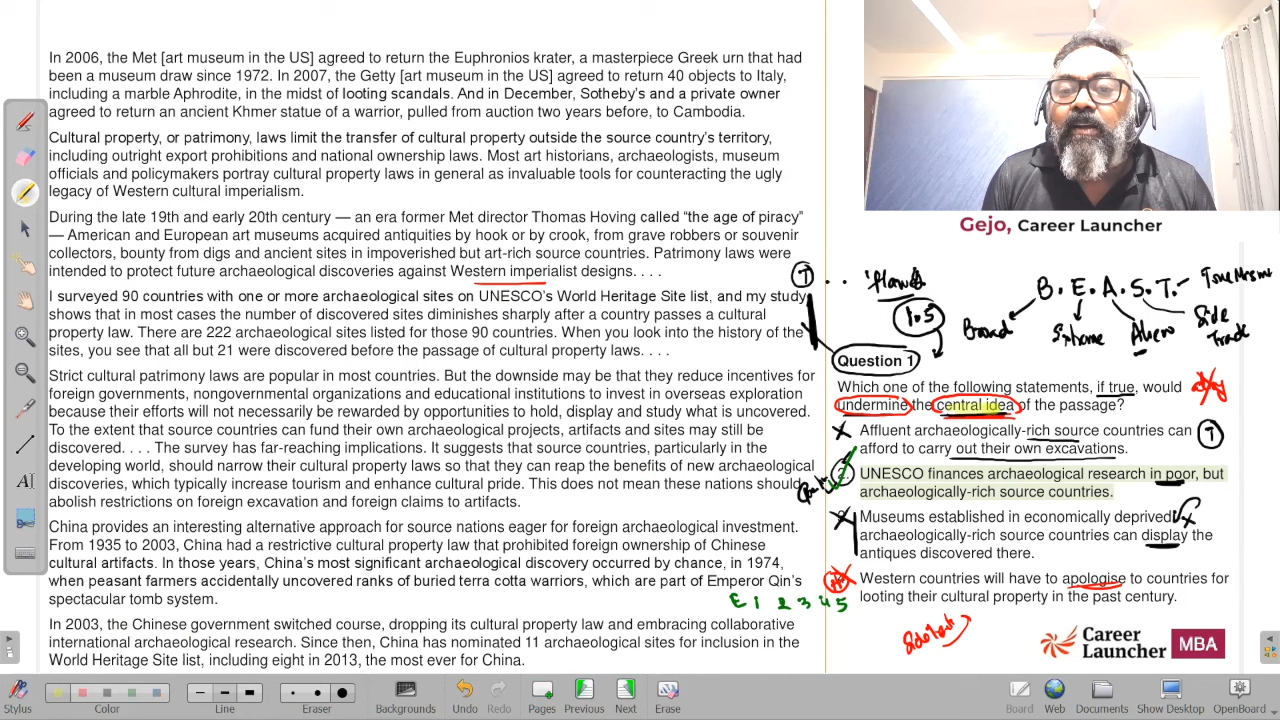 In 2006, the Met [art museum in the US] agreed to return the Euphronios krater, a masterpiece Greek urn that had
been a museum draw since 1972. In 2007, the Getty [art museum in the US] agreed to return 40 objects to Italy,
including a marble Aphrodite, in the midst of looting scandals. And in December, Sotheby's and a private owner
agreed to return an ancient Khmer statue of a warrior, pulled from auction two years before, to Cambodia.
Cultural property, or patrimony, laws limit the transfer of cultural property outside the source country's territory,
including outright export prohibitions and national ownership laws. Most art historians, archaeologists, museum
officials and policymakers portray cultural property laws in general as invaluable tools for counteracting the ugly
legacy of Western cultural imperialism.
During the late 19th and early 20th century — an era former Met director Thomas Hoving called “the age of piracy”
— American and European art museums acquired antiquities by hook or by crook, from grave robbers or souvenir
collectors, bounty from digs and ancient sites in impoverished but art-rich source countries. Patrimony laws were
intended to protect future archaeological discoveries against Western imperialist designs. . . .
I surveyed 90 countries with one or more archaeological sites on UNESCO's World Heritage Site list, and my study
shows that in most cases the number of discovered sites diminishes sharply after a country passes a cultural
property law. There are 222 archaeological sites listed for those 90 countries. When you look into the history of the
sites, you see that all but 21 were discovered before the passage of cultural property laws. . . .
Strict cultural patrimony laws are popular in most countries. But the downside may be that they reduce incentives for
foreign governments, nongovernmental organizations and educational institutions to invest in overseas exploration
because their efforts will not necessarily be rewarded by opportunities to hold, display and study what is uncovered.
To the extent that source countries can fund their own archaeological projects, artifacts and sites may still be
discovered. . . . The survey has far-reaching implications. It suggests that source countries, particularly in the
developing world, should narrow their cultural property laws so that they can reap the benefits of new archaeological
discoveries, which typically increase tourism and enhance cultural pride. This does not mean these nations should
abolish restrictions on foreign excavation and foreign claims to artifacts.
China provides an interesting alternative approach for source nations eager for foreign archaeological investment.
From 1935 to 2003, China had a restrictive cultural property law that prohibited foreign ownership of Chinese
cultural artifacts. In those years, China's most significant archaeological discovery occurred by chance, in 1974,
when peasant farmers accidentally uncovered ranks of buried terra cotta warriors, which are part of Emperor Qin's
spectacular tomb system.
In 2003, the Chinese government switched course, dropping its cultural property law and embracing collaborative
international archaeological research. Since then, China has nominated 11 archaeological sites for inclusion in the
World Heritage Site list, including eight in 2013, the most ever for China.
E 1 2 3 4 5
Gejo, Career Launcher
T
B. E. A. S. T.
Broad
Extreme
Alien
Side
Track
1.5
Question 1
Which one of the following statements, if true, would
undermine the central idea of the passage?
Affluent archaeologically-rich source countries can
afford to carry out their own excavations.
T
UNESCO finances archaeological research in poor, but
archaeologically-rich source countries.
Museums established in economically deprived
archaeologically-rich source countries can display the
antiques discovered there.
Western countries will have to apologise to countries for
looting their cultural property in the past century.
Career
Launcher
MBA
Stylus
Color
Line
Eraser
Backgrounds
Undo
Redo
Pages
Previous
Next
Erase
Board
Web
Documents
Show Desktop
OpenBoard